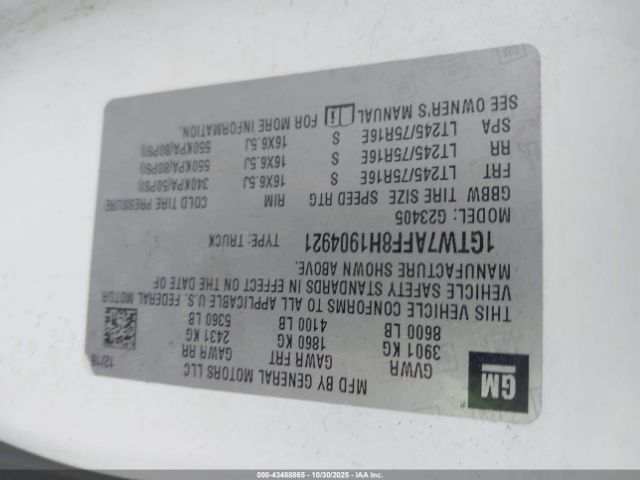 GM
MFD BY GENERAL MOTORS LLC 12/16
GVWR GAWR FRT GAWR RR
3901 KG 1860 KG 2431 KG
8600 LB 4100 LB 5360 LB
THIS VEHICLE CONFORMS TO ALL APPLICABLE U.S. FEDERAL MOTOR
VEHICLE SAFETY STANDARDS IN EFFECT ON THE DATE OF
MANUFACTURE SHOWN ABOVE.
1GTW7AFF8H1904921 TYPE: TRUCK
MODEL: G23405
GBBW TIRE SIZE SPEED RTG RIM COLD TIRE PRESSURE
FRT LT245/75R16E S 16X6.5J 340KPA(50PSI)
RR LT245/75R16E S 16X6.5J 550KPA(80PSI)
SPA LT245/75R16E S 16X6.5J 550KPA(80PSI)
SEE OWNER'S MANUAL FOR MORE INFORMATION.
000-43488865 - 10/30/2025 - IAAI.com